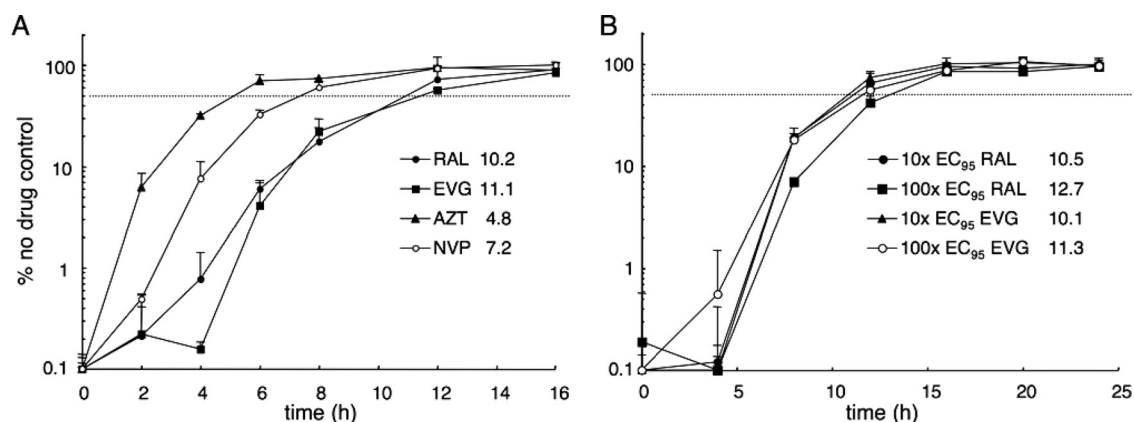 A
% no drug control
100
10
1
0.1
RAL 10.2
EVG 11.1
AZT 4.8
NVP 7.2
0 2 4 6 8 10 12 14 16
time (h)
B
100
10
1
0.1
10x EC95 RAL 10.5
100x EC95 RAL 12.7
10x EC95 EVG 10.1
100x EC95 EVG 11.3
0 5 10 15 20 25
time (h)